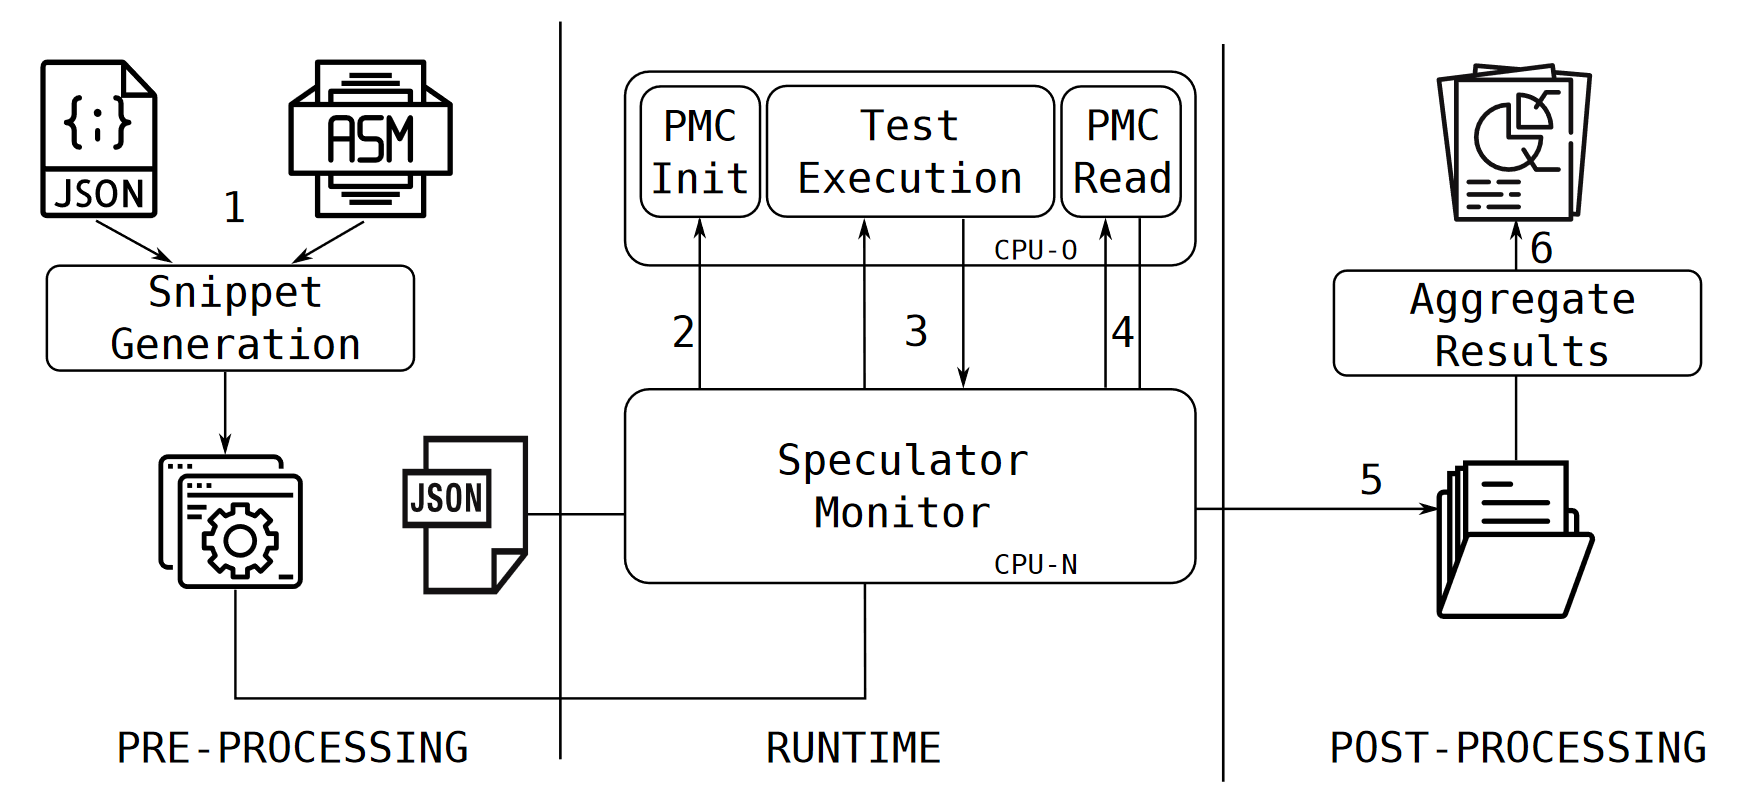 {;}
JSON
ASM
1
Snippet
Generation
JSON
PRE-PROCESSING
PMC
Init
Test
Execution
PMC
Read
CPU-O
2
3
4
Speculator
Monitor
CPU-N
RUNTIME
6
Aggregate
Results
5
POST-PROCESSING